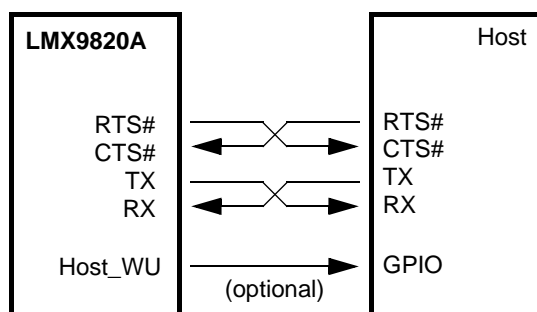 LMX9820A Host
RTS# RTS#
CTS# CTS#
TX TX
RX RX
Host_WU GPIO
(optional)